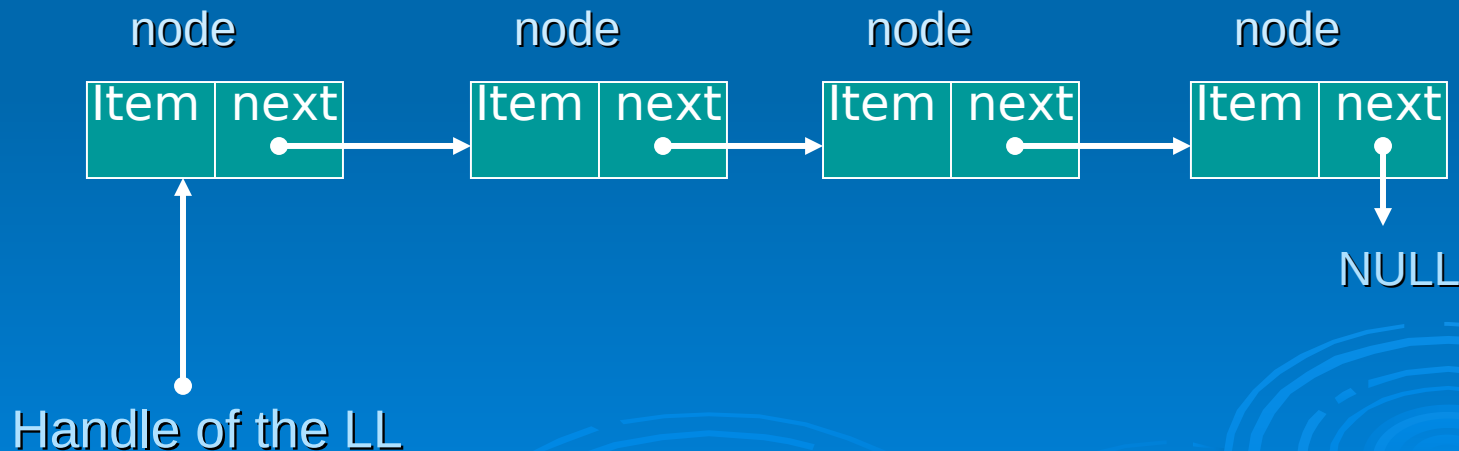 node node node node
Item next Item next Item next Item next
NULL
Handle of the LL